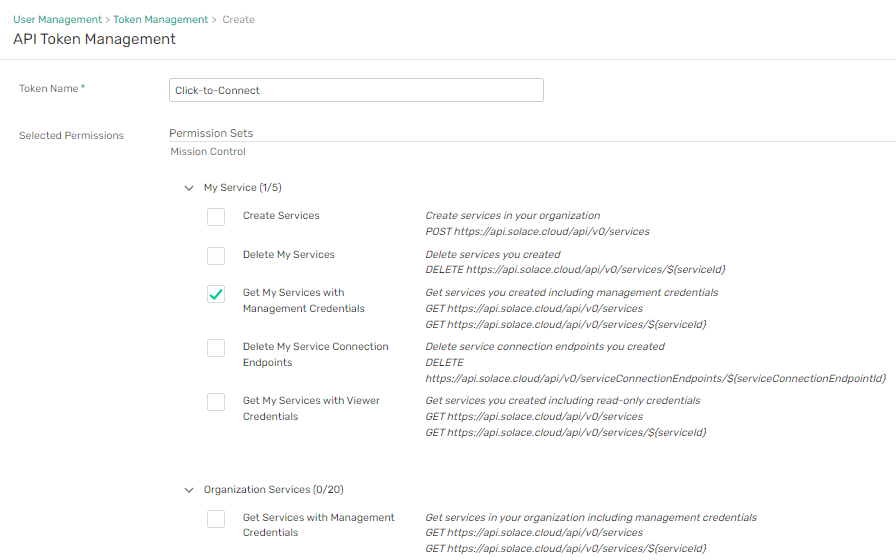 User Management > Token Management > Create
API Token Management
Token Name *
Click-to-Connect
Selected Permissions
Permission Sets
Mission Control
My Service (1/5)
Create Services
Create services in your organization
POST https://api.solace.cloud/api/v0/services
Delete My Services
Delete services you created
DELETE https://api.solace.cloud/api/v0/services/${serviceId}
Get My Services with
Management Credentials
Get services you created including management credentials
GET https://api.solace.cloud/api/v0/services
GET https://api.solace.cloud/api/v0/services/${serviceId}
Delete My Service Connection
Endpoints
Delete service connection endpoints you created
DELETE
https://api.solace.cloud/api/v0/serviceConnectionEndpoints/${serviceConnectionEndpointId}
Get My Services with Viewer
Credentials
Get services you created including read-only credentials
GET https://api.solace.cloud/api/v0/services
GET https://api.solace.cloud/api/v0/services/${serviceId}
Organization Services (0/20)
Get Services with Management
Credentials
Get services in your organization including management credentials
GET https://api.solace.cloud/api/v0/services
GET https://api.solace.cloud/api/v0/services/${serviceId}